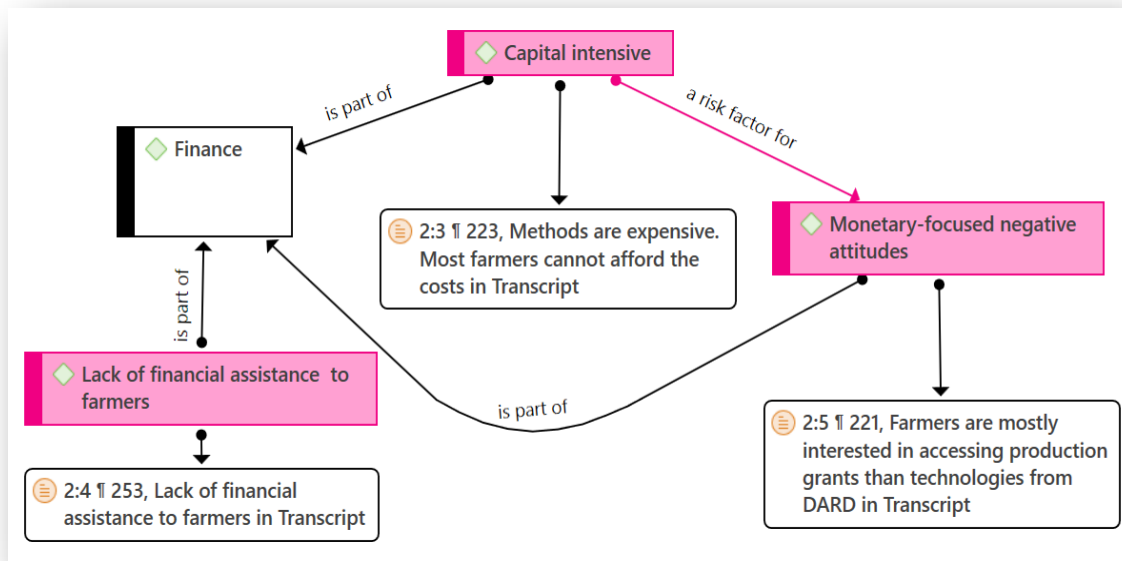 Capital intensive
is part of
a risk factor for
Finance
2:3 ¶ 223, Methods are expensive.
Most farmers cannot afford the
costs in Transcript
Monetary-focused negative
attitudes
is part of
Lack of financial assistance to
farmers
is part of
2:4 ¶ 253, Lack of financial
assistance to farmers in Transcript
2:5 ¶ 221, Farmers are mostly
interested in accessing production
grants than technologies from
DARD in Transcript